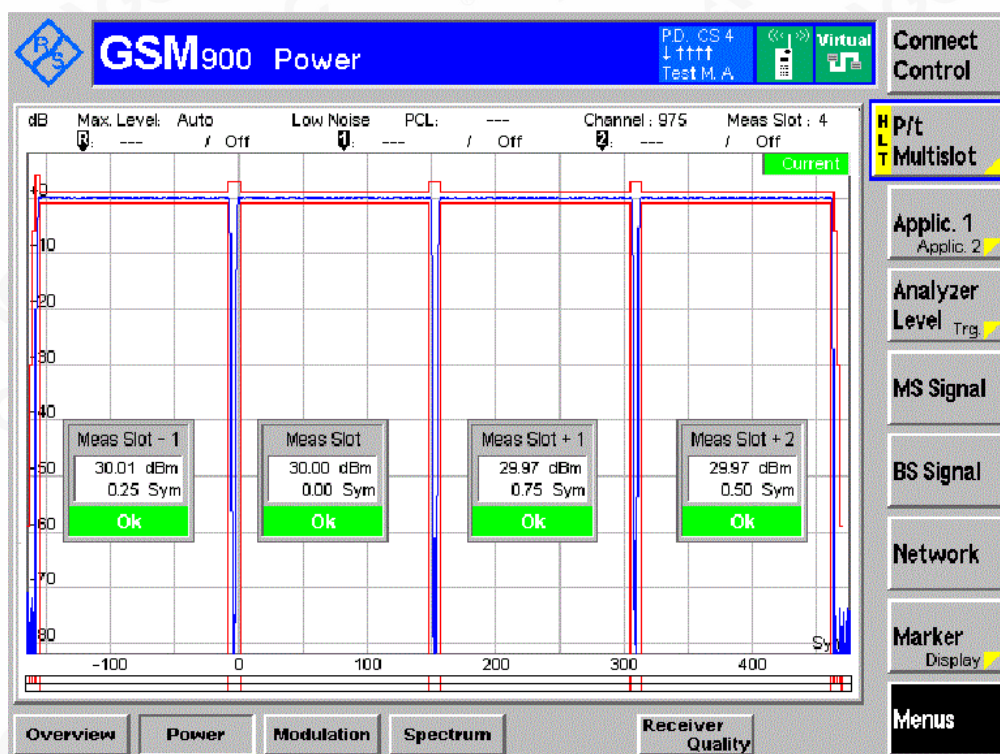 R S
GSM900 Power
P.D. CS 4
↓↑↑↑↑
Test M. A
Virtual
Connect Control
dB Max. Level: Auto Low Noise PCL: --- Channel : 975 Meas Slot : 4
R: --- / Off 1: --- / Off 2: --- / Off
Current
HLT
P/t Multislot
Applic. 1
Applic. 2
Analyzer Level Trg.
MS Signal
BS Signal
Network
Marker
Display
Menus
+0
-10
-20
-30
-40
-50
-60
-70
-80
Meas Slot - 1
30.01 dBm
0.25 Sym
Ok
Meas Slot
30.00 dBm
0.00 Sym
Ok
Meas Slot + 1
29.97 dBm
0.75 Sym
Ok
Meas Slot + 2
29.97 dBm
0.50 Sym
Ok
-100 0 100 200 300 400
Overview Power Modulation Spectrum Receiver Quality